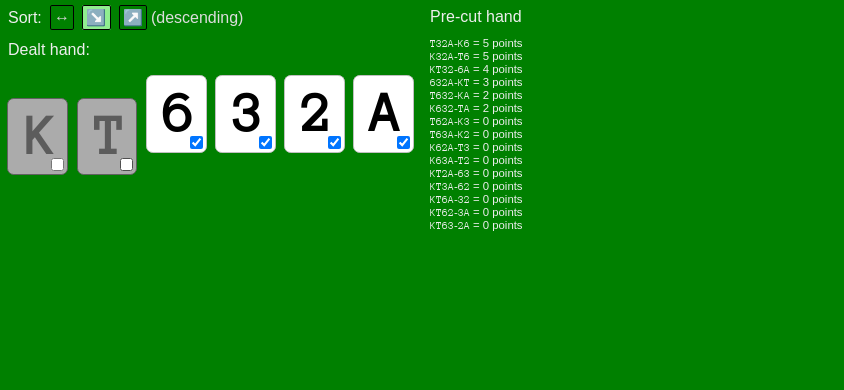 Sort: ↔ ↘ ↗ (descending)
Dealt hand:
K T 6 3 2 A
Pre-cut hand
T32A-K6 = 5 points
K32A-T6 = 5 points
KT32-6A = 4 points
632A-KT = 3 points
T632-KA = 2 points
K632-TA = 2 points
T62A-K3 = 0 points
T63A-K2 = 0 points
K62A-T3 = 0 points
K63A-T2 = 0 points
KT2A-63 = 0 points
KT3A-62 = 0 points
KT6A-32 = 0 points
KT62-3A = 0 points
KT63-2A = 0 points